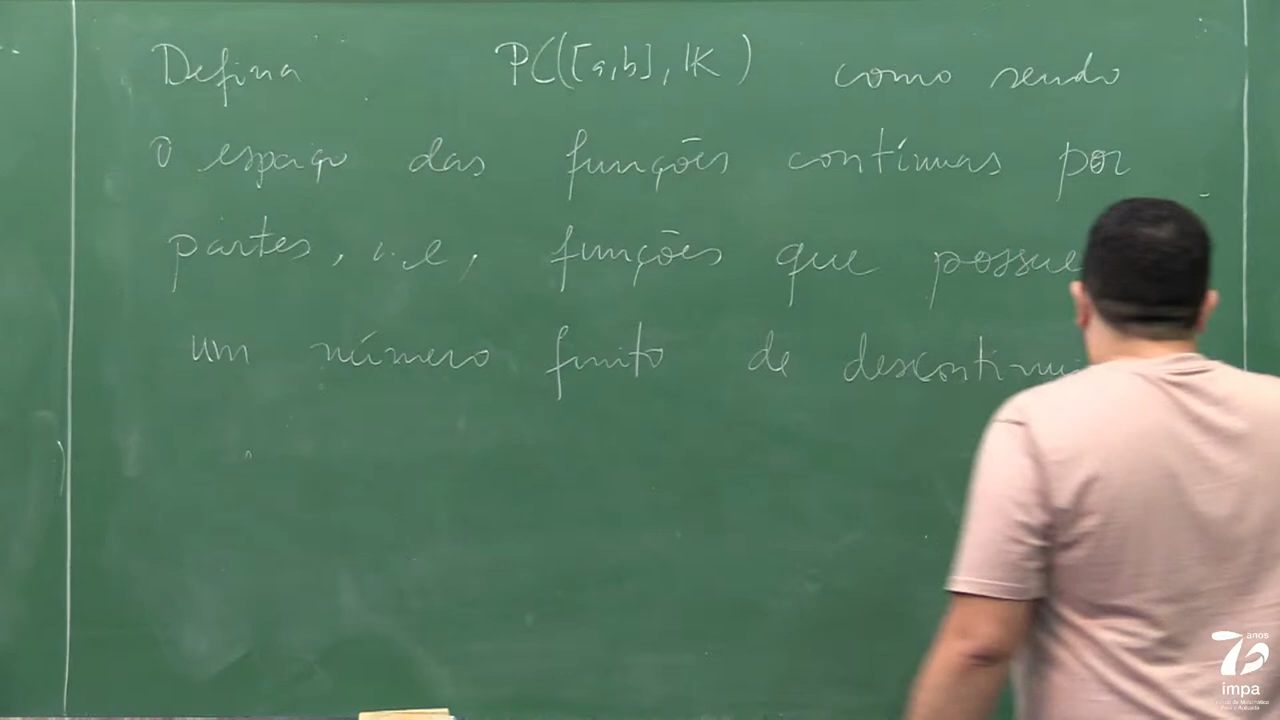 Defina PC([a,b], K) como sendo
o espaço das funções contínuas por
partes, i.e, funções que possue
um número finito de descontinu
7 anos
impa